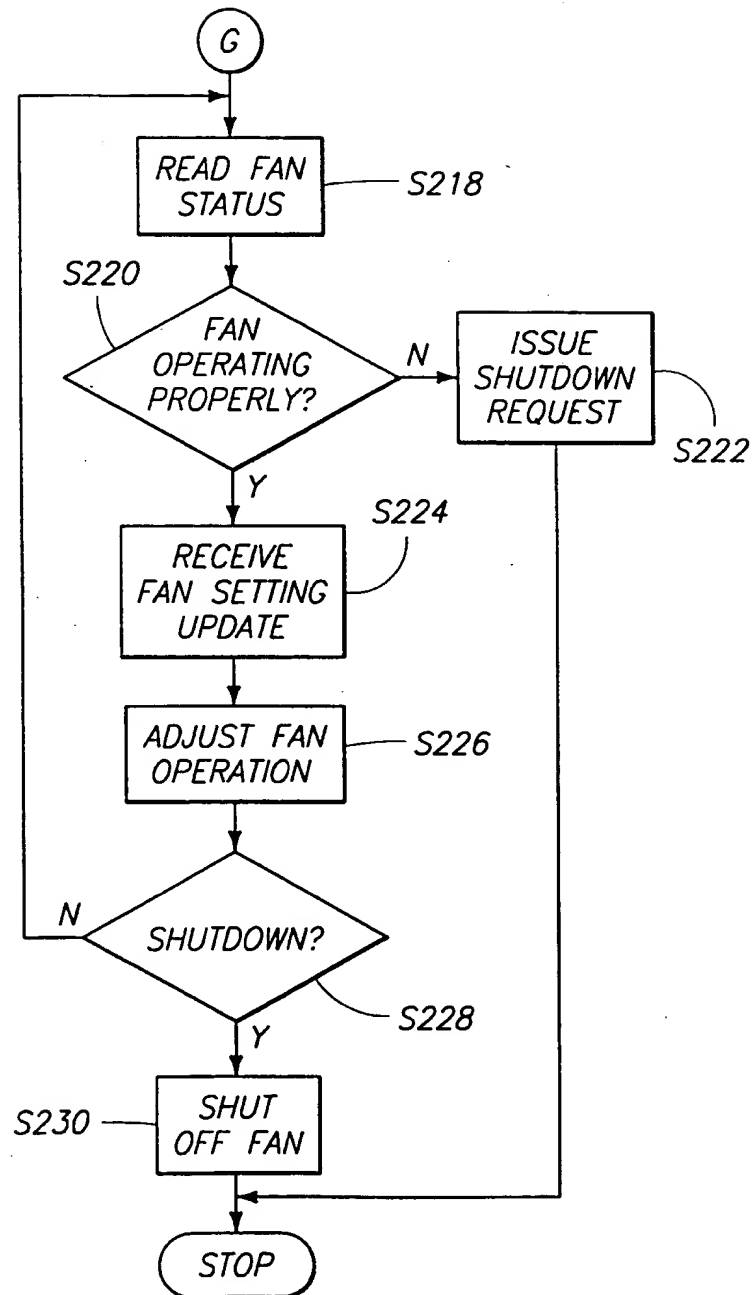 G
READ FAN
STATUS
S218
S220
FAN
OPERATING
PROPERLY?
N
ISSUE
SHUTDOWN
REQUEST
S222
Y
S224
RECEIVE
FAN SETTING
UPDATE
ADJUST FAN
OPERATION
S226
N
SHUTDOWN?
S228
Y
S230
SHUT
OFF FAN
STOP